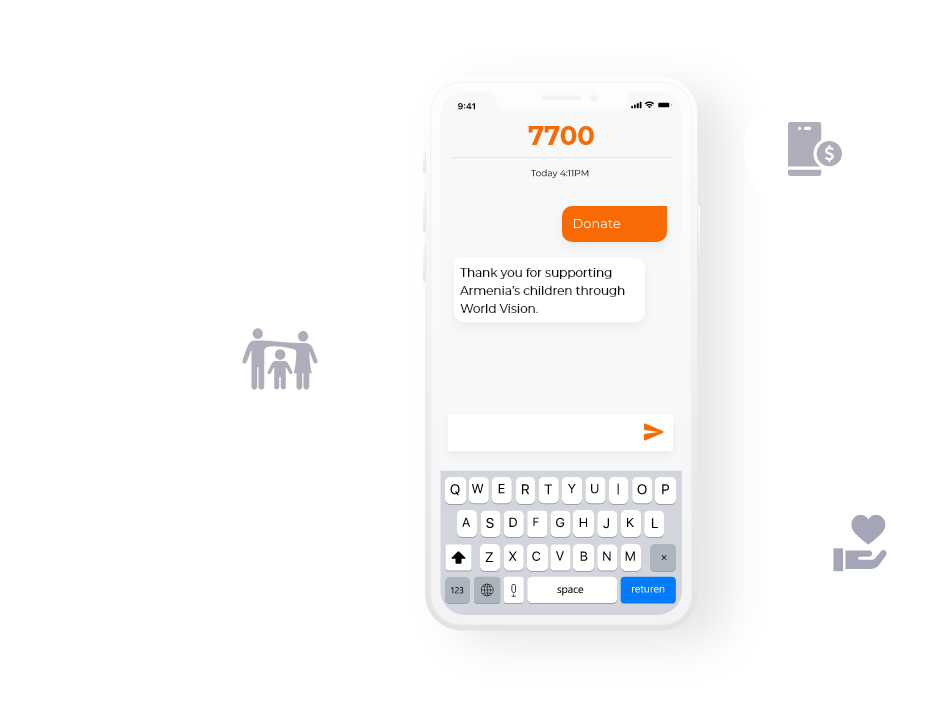 9:41
7700
Today 4:11PM
Donate
Thank you for supporting
Armenia's children through
World Vision.
Q W E R T Y U I O P
A S D F G H J K L
Z X C V B N M ×
123 space returen
$